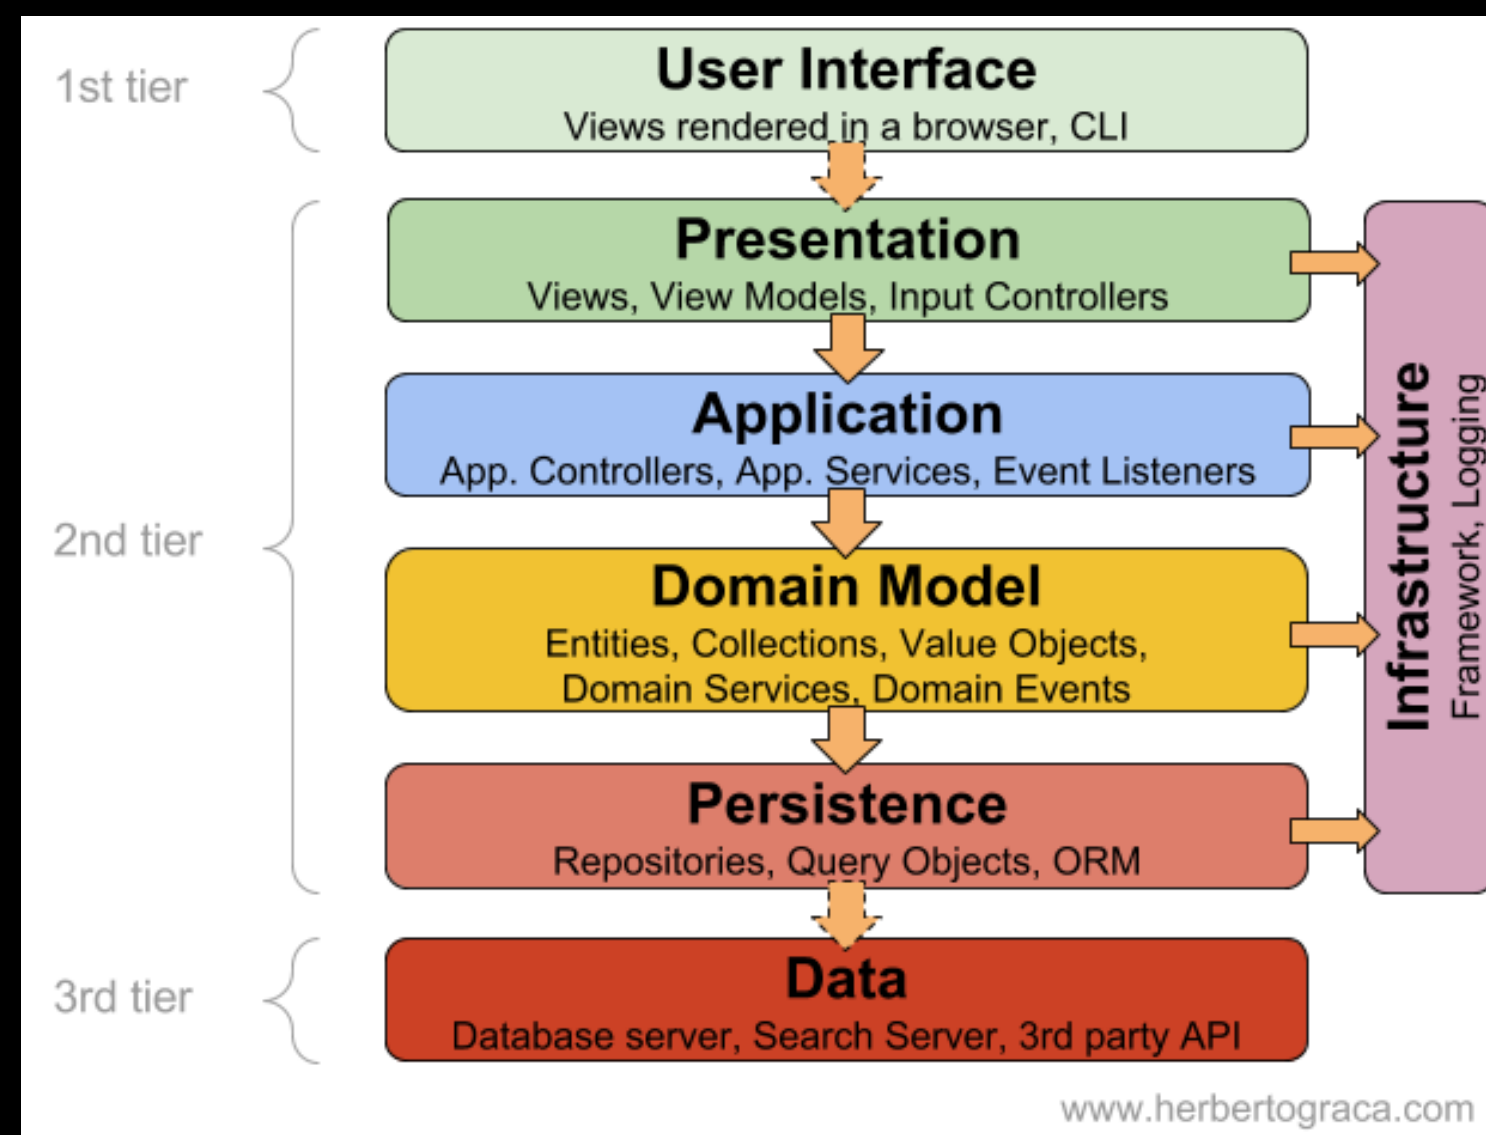 1st tier
User Interface
Views rendered in a browser, CLI
2nd tier
Presentation
Views, View Models, Input Controllers
Application
App. Controllers, App. Services, Event Listeners
Domain Model
Entities, Collections, Value Objects,
Domain Services, Domain Events
Persistence
Repositories, Query Objects, ORM
Infrastructure
Framework, Logging
3rd tier
Data
Database server, Search Server, 3rd party API
www.herbertograca.com